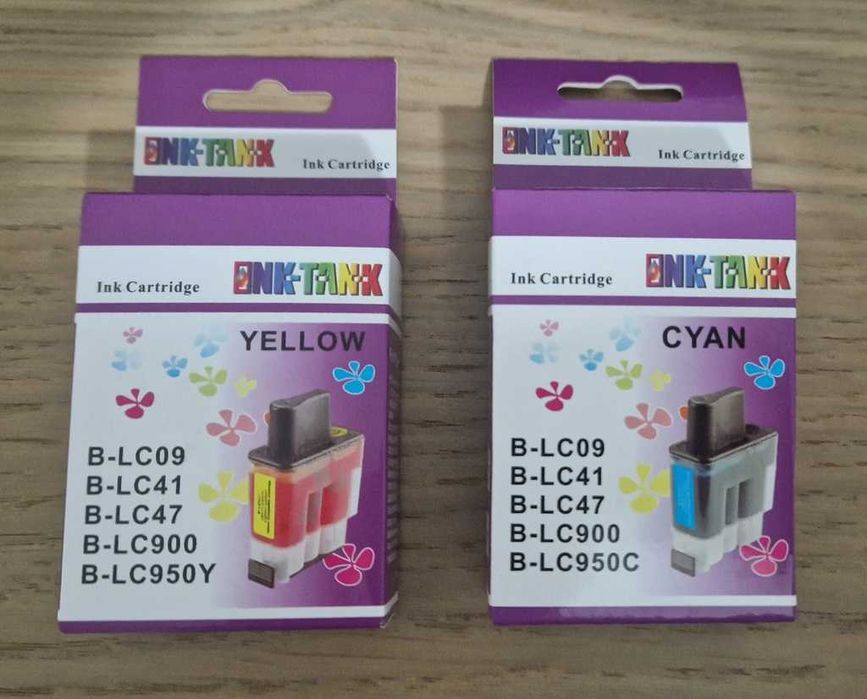 INK-TANK
Ink Cartridge
Ink Cartridge
INK-TANK
YELLOW
B-LC09
B-LC41
B-LC47
B-LC900
B-LC950Y
INK-TANK
Ink Cartridge
Ink Cartridge
INK-TANK
CYAN
B-LC09
B-LC41
B-LC47
B-LC900
B-LC950C